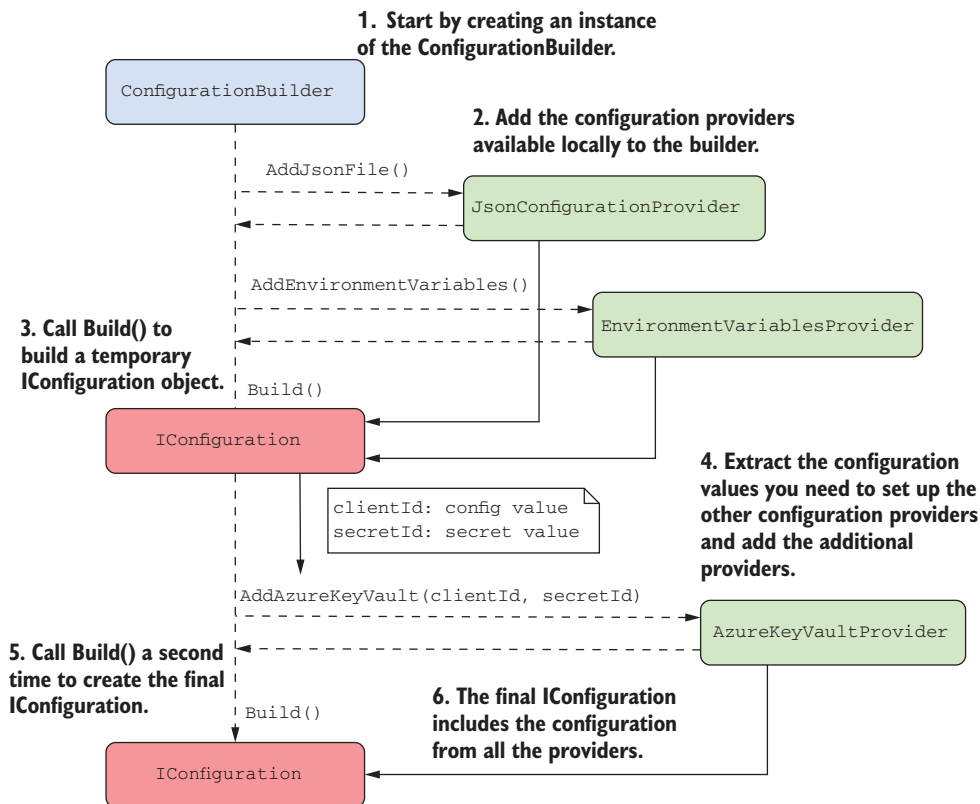 1. Start by creating an instance
of the ConfigurationBuilder.
ConfigurationBuilder
2. Add the configuration providers
available locally to the builder.
AddJsonFile()
JsonConfigurationProvider
AddEnvironmentVariables()
EnvironmentVariablesProvider
3. Call Build() to
build a temporary
IConfiguration object.
Build()
IConfiguration
4. Extract the configuration
values you need to set up the
other configuration providers
and add the additional
providers.
clientId: config value
secretId: secret value
AddAzureKeyVault(clientId, secretId)
AzureKeyVaultProvider
5. Call Build() a second
time to create the final
IConfiguration.
Build()
6. The final IConfiguration
includes the configuration
from all the providers.
IConfiguration